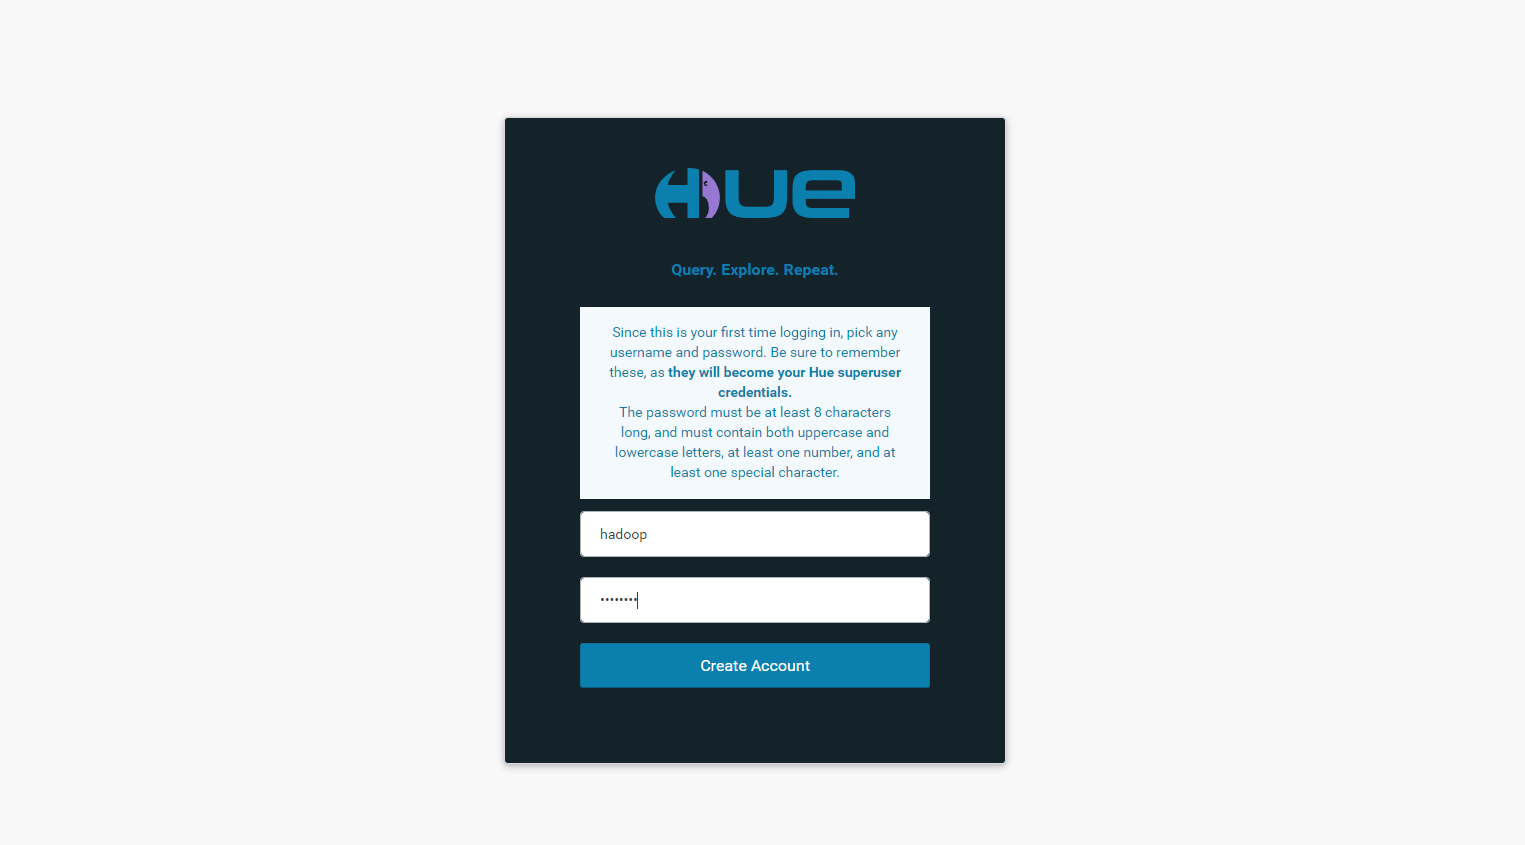 Hue
Query. Explore. Repeat.
Since this is your first time logging in, pick any
username and password. Be sure to remember
these, as they will become your Hue superuser
credentials.
The password must be at least 8 characters
long, and must contain both uppercase and
lowercase letters, at least one number, and at
least one special character.
hadoop
••••••••
Create Account